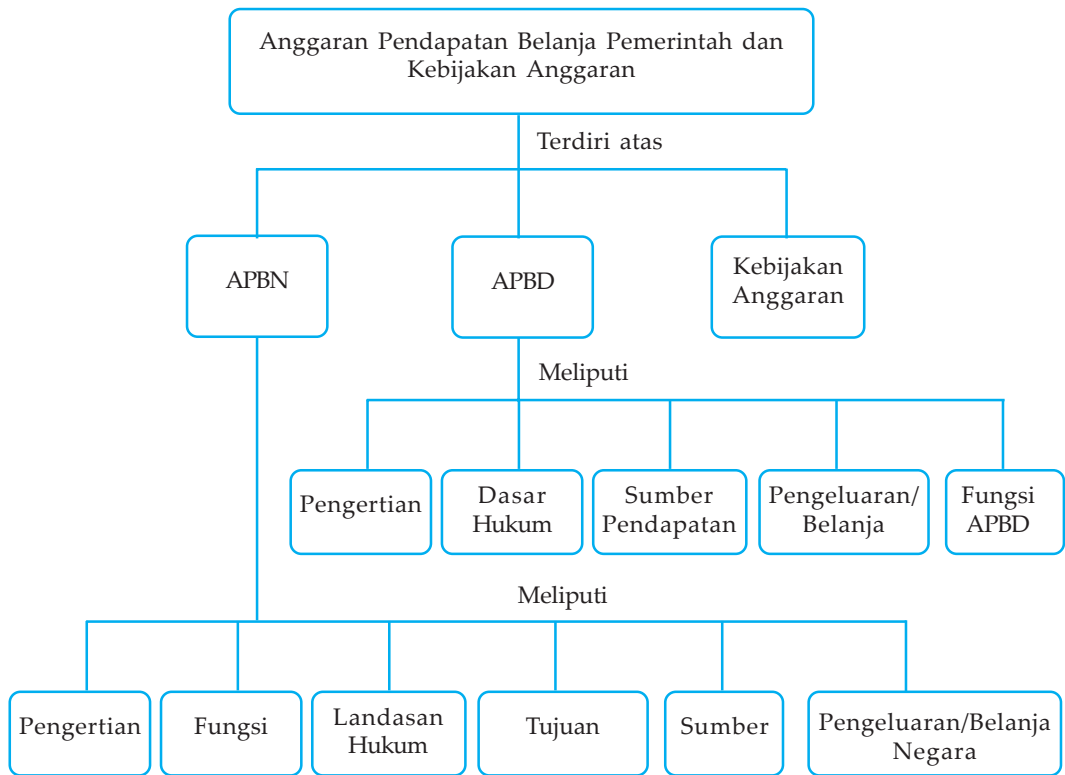 Anggaran Pendapatan Belanja Pemerintah dan
Kebijakan Anggaran
Terdiri atas
APBN
APBD
Kebijakan
Anggaran
Meliputi
Pengertian
Dasar
Hukum
Sumber
Pendapatan
Pengeluaran/
Belanja
Fungsi
APBD
Meliputi
Pengertian
Fungsi
Landasan
Hukum
Tujuan
Sumber
Pengeluaran/Belanja
Negara